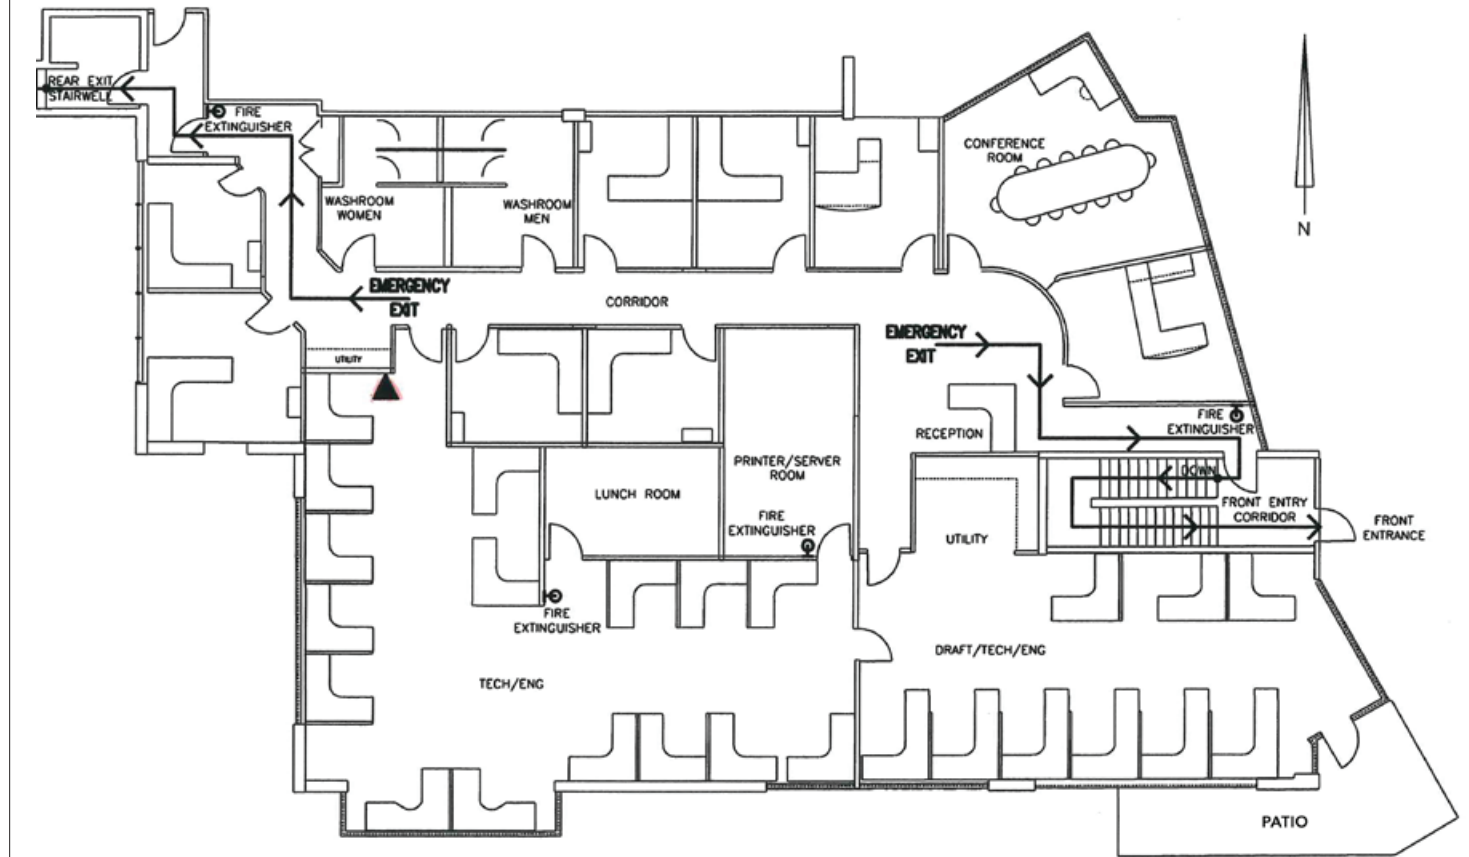 REAR EXIT
STAIRWELL
FIRE
EXTINGUISHER
WASHROOM
WOMEN
WASHROOM
MEN
CONFERENCE
ROOM
N
EMERGENCY
EXIT
CORRIDOR
EMERGENCY
EXIT
UTILITY
RECEPTION
FIRE
EXTINGUISHER
PRINTER/SERVER
ROOM
LUNCH ROOM
DOWN
FRONT ENTRY
CORRIDOR
FRONT
ENTRANCE
FIRE
EXTINGUISHER
UTILITY
FIRE
EXTINGUISHER
DRAFT/TECH/ENG
TECH/ENG
PATIO